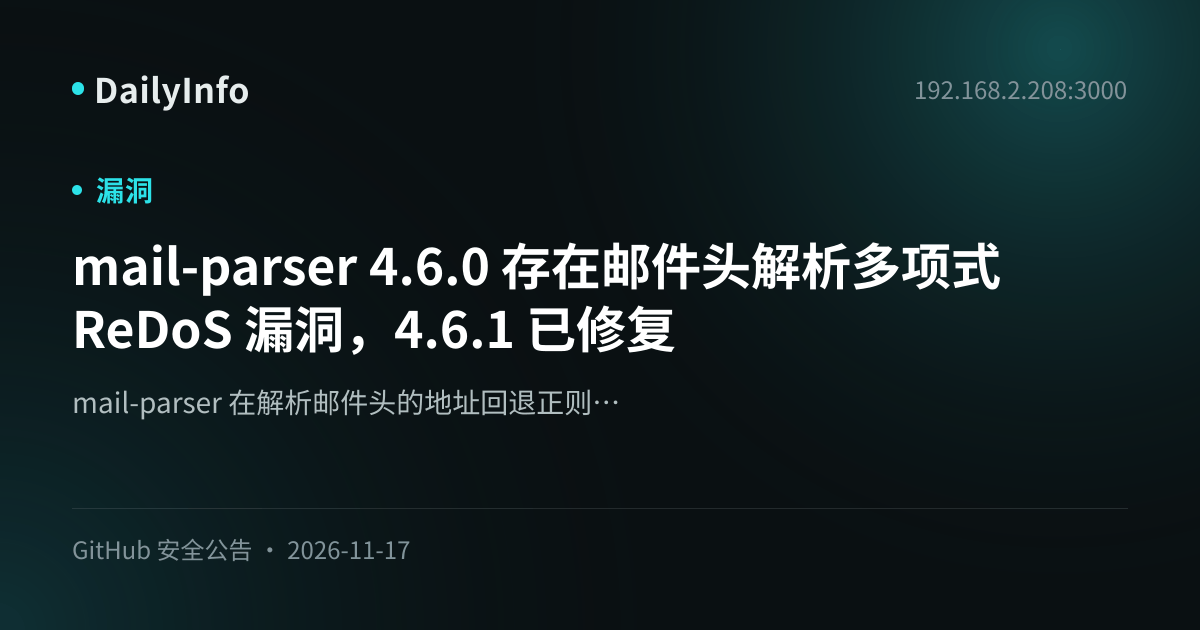 DailyInfo
192.168.2.208:3000
漏洞
mail-parser 4.6.0 存在邮件头解析多项式
ReDoS 漏洞，4.6.1 已修复
mail-parser 在解析邮件头的地址回退正则…
GitHub 安全公告 · 2026-11-17